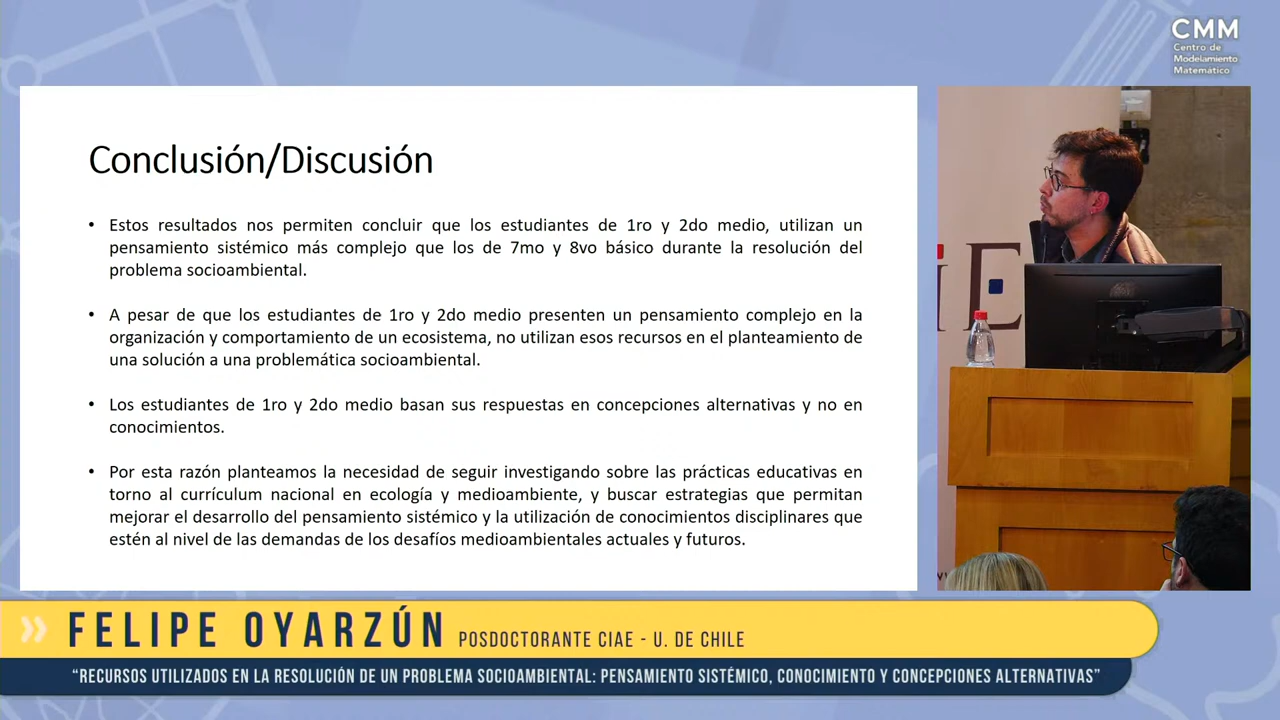 CMM
Centro de
Modelamiento
Matemático
Conclusión/Discusión
• Estos resultados nos permiten concluir que los estudiantes de 1ro y 2do medio, utilizan un
pensamiento sistémico más complejo que los de 7mo y 8vo básico durante la resolución del
problema socioambiental.
• A pesar de que los estudiantes de 1ro y 2do medio presenten un pensamiento complejo en la
organización y comportamiento de un ecosistema, no utilizan esos recursos en el planteamiento de
una solución a una problemática socioambiental.
• Los estudiantes de 1ro y 2do medio basan sus respuestas en concepciones alternativas y no en
conocimientos.
• Por esta razón planteamos la necesidad de seguir investigando sobre las prácticas educativas en
torno al currículum nacional en ecología y medioambiente, y buscar estrategias que permitan
mejorar el desarrollo del pensamiento sistémico y la utilización de conocimientos disciplinares que
estén al nivel de las demandas de los desafíos medioambientales actuales y futuros.
» FELIPE OYARZÚN POSDOCTORANTE CIAE - U. DE CHILE
“RECURSOS UTILIZADOS EN LA RESOLUCIÓN DE UN PROBLEMA SOCIOAMBIENTAL: PENSAMIENTO SISTÉMICO, CONOCIMIENTO Y CONCEPCIONES ALTERNATIVAS”